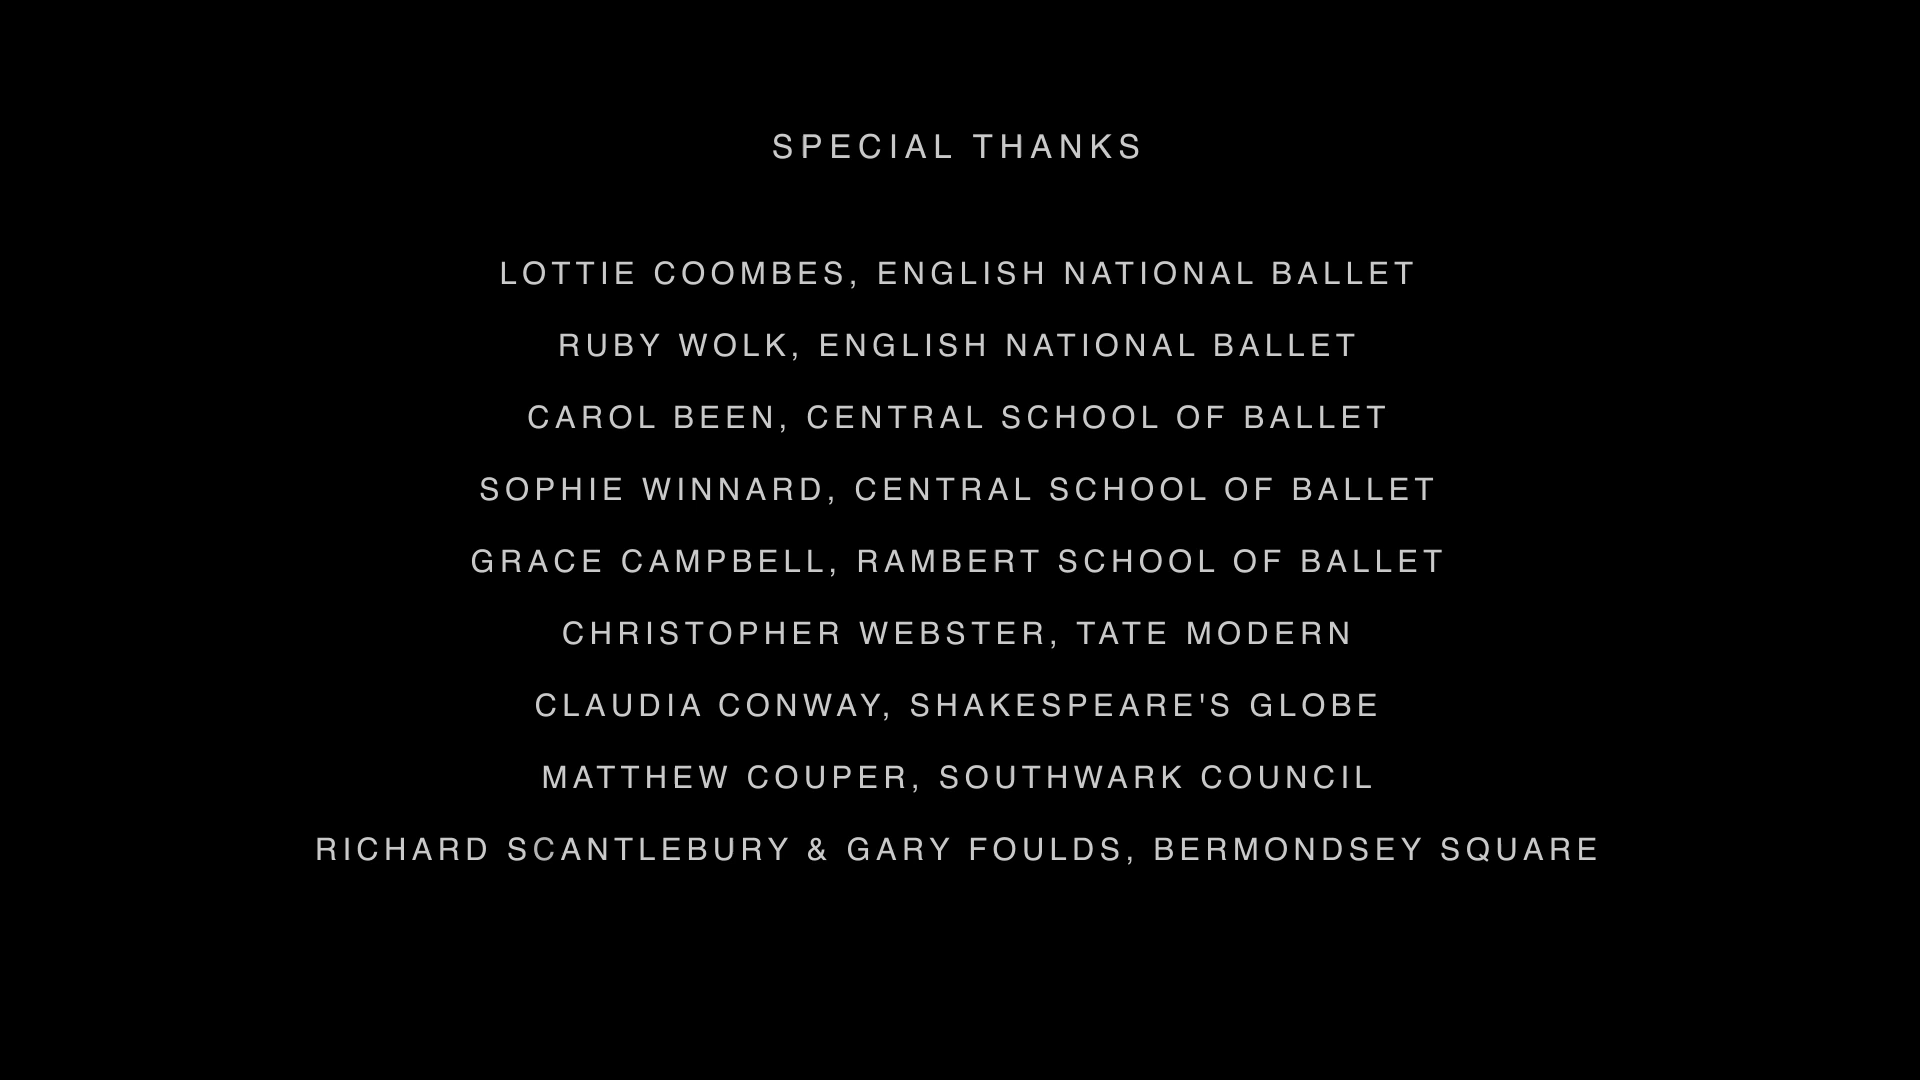 SPECIAL THANKS
LOTTIE COOMBES, ENGLISH NATIONAL BALLET
RUBY WOLK, ENGLISH NATIONAL BALLET
CAROL BEEN, CENTRAL SCHOOL OF BALLET
SOPHIE WINNARD, CENTRAL SCHOOL OF BALLET
GRACE CAMPBELL, RAMBERT SCHOOL OF BALLET
CHRISTOPHER WEBSTER, TATE MODERN
CLAUDIA CONWAY, SHAKESPEARE'S GLOBE
MATTHEW COUPER, SOUTHWARK COUNCIL
RICHARD SCANTLEBURY & GARY FOULDS, BERMONDSEY SQUARE